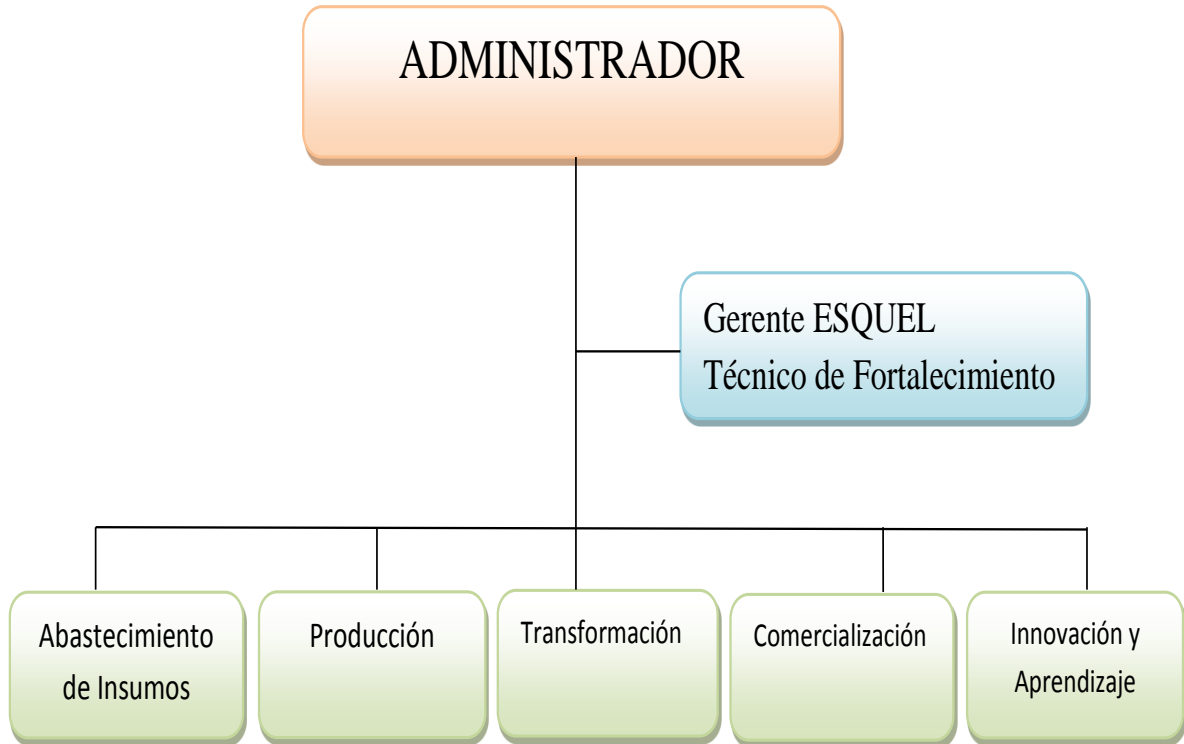 ADMINISTRADOR
Gerente ESQUEL
Técnico de Fortalecimiento
Abastecimiento
de Insumos
Producción
Transformación
Comercialización
Innovación y
Aprendizaje